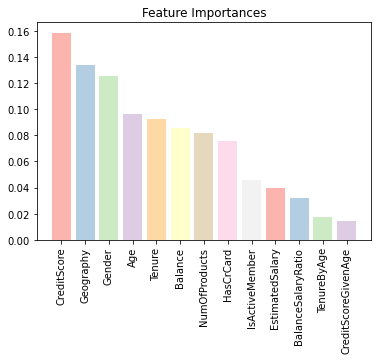 Feature Importances
0.16
0.14
0.12
0.10
0.08
0.06
0.04
0.02
0.00
CreditScore
Geography
Gender
Age
Tenure
Balance
NumOfProducts
HasCrCard
IsActiveMember
EstimatedSalary
BalanceSalaryRatio
TenureByAge
CreditScoreGivenAge